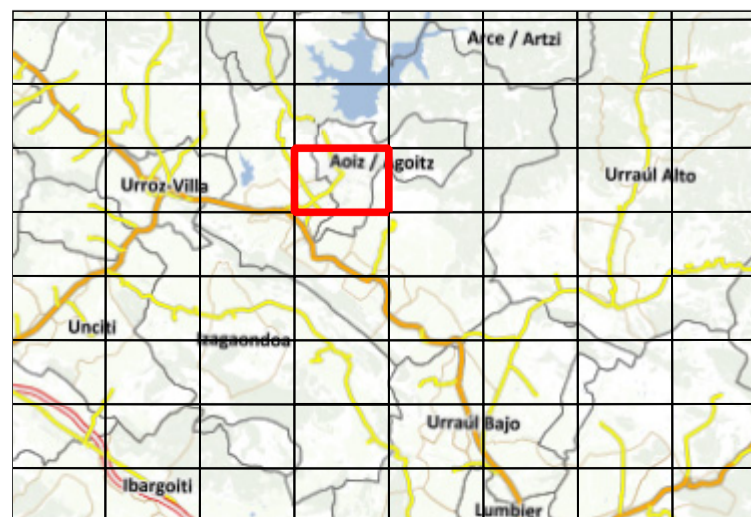 Arce / Artzi
Aoiz / Agoitz
Urroz-Villa
Urraúl Alto
Unciti
Izagaondoa
Urraúl Bajo
Ibargoiti
Lumbier